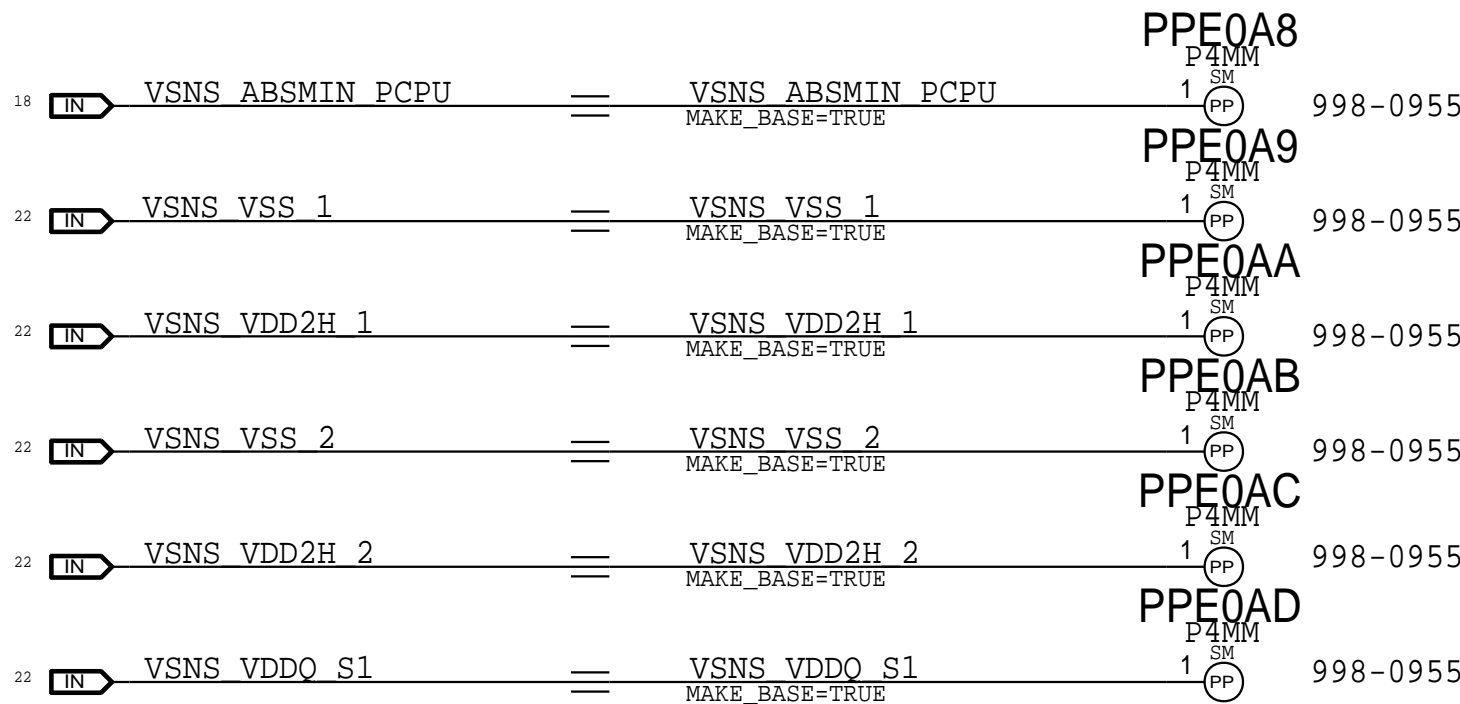 PPE0A8
P4MM
SM
18 IN VSNS_ABSMIN_PCPU VSNS_ABSMIN_PCPU 1 PP 998-0955
MAKE_BASE=TRUE
PPE0A9
P4MM
SM
22 IN VSNS_VSS_1 VSNS_VSS_1 1 PP 998-0955
MAKE_BASE=TRUE
PPE0AA
P4MM
SM
22 IN VSNS_VDD2H_1 VSNS_VDD2H_1 1 PP 998-0955
MAKE_BASE=TRUE
PPE0AB
P4MM
SM
22 IN VSNS_VSS_2 VSNS_VSS_2 1 PP 998-0955
MAKE_BASE=TRUE
PPE0AC
P4MM
SM
22 IN VSNS_VDD2H_2 VSNS_VDD2H_2 1 PP 998-0955
MAKE_BASE=TRUE
PPE0AD
P4MM
SM
22 IN VSNS_VDDQ_S1 VSNS_VDDQ_S1 1 PP 998-0955
MAKE_BASE=TRUE